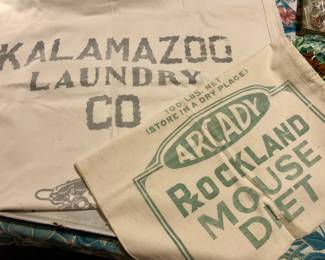 KALAMAZOO
LAUNDRY
CO
100 LBS. NET
(STORE IN A DRY PLACE)
ARCADY
ROCKLAND
MOUSE
DIET